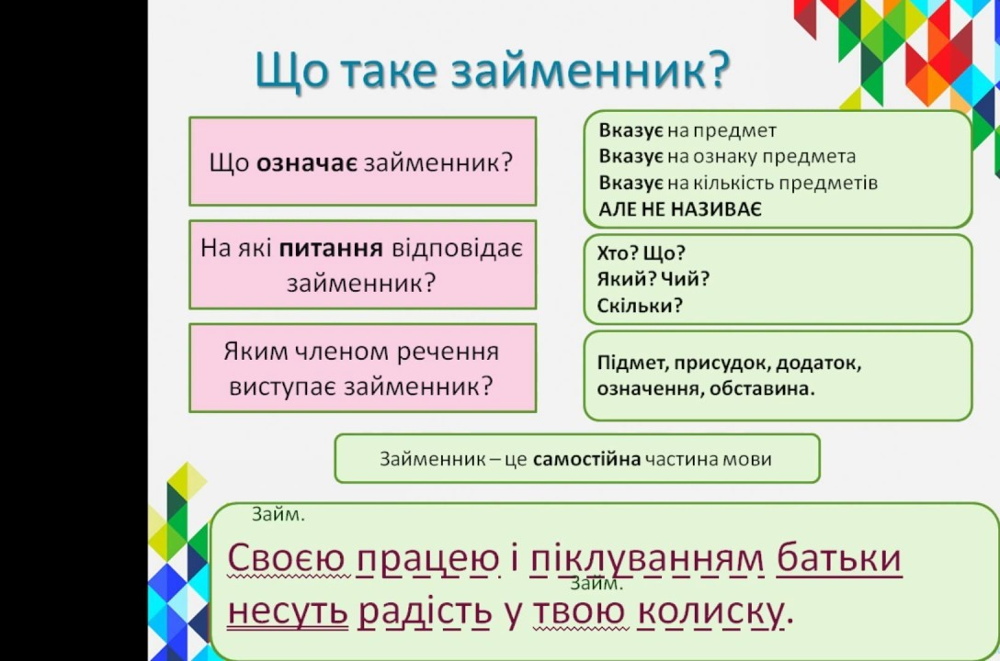 Що таке займенник?
Що означає займенник?
Вказує на предмет
Вказує на ознаку предмета
Вказує на кількість предметів
АЛЕ НЕ НАЗИВАЄ
На які питання відповідає
займенник?
Хто? Що?
Який? Чий?
Скільки?
Яким членом речення
виступає займенник?
Підмет, присудок, додаток,
означення, обставина.
Займенник – це самостійна частина мови
Займ.
Своєю працею і піклуванням батьки
Займ.
несуть радість у твою колиску.